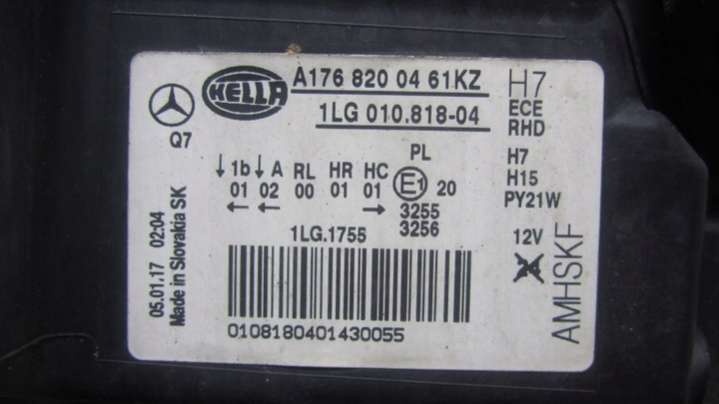 HELLA
A176 820 04 61KZ
1LG 010.818-04
H7
ECE
RHD
Q7
PL
↓1b ↓A RL HR HC
01 02 00 01 01 E1 20
← ← →
3255
3256
H7
H15
PY21W
12V
1LG.1755
0108180401430055
05.01.17 02:04
Made in Slovakia SK
AMHSKF